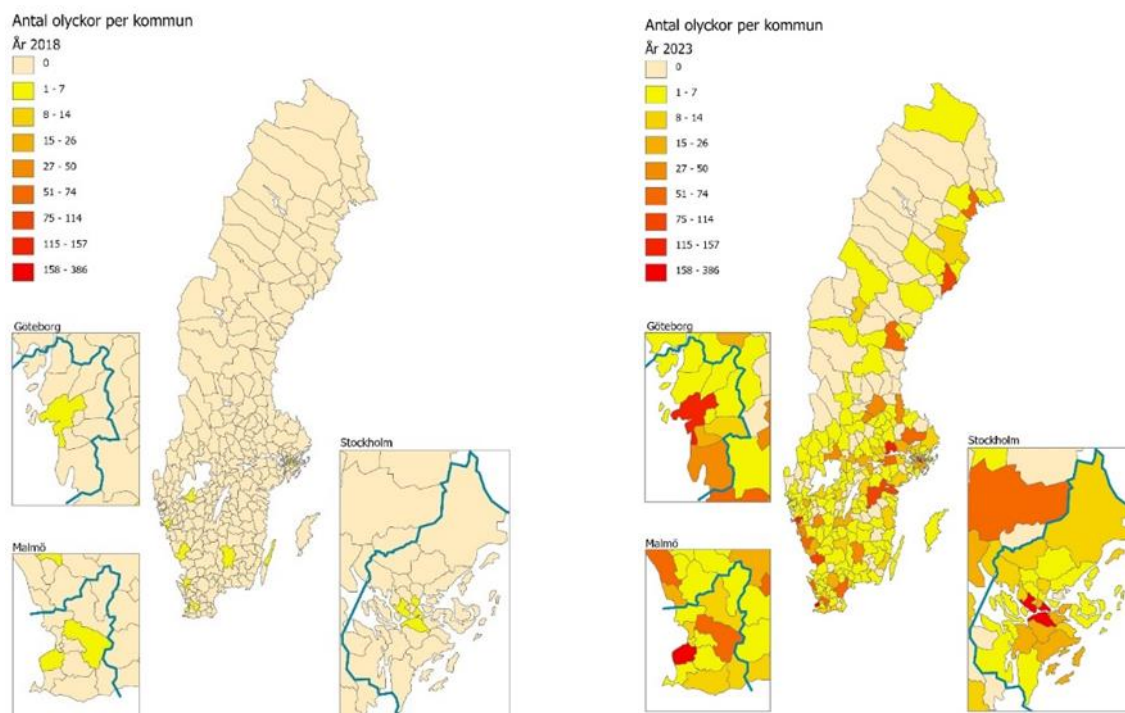 Antal olyckor per kommun
År 2018
0
1 - 7
8 - 14
15 - 26
27 - 50
51 - 74
75 - 114
115 - 157
158 - 386
Göteborg
Malmö
Stockholm
Antal olyckor per kommun
År 2023
0
1 - 7
8 - 14
15 - 26
27 - 50
51 - 74
75 - 114
115 - 157
158 - 386
Göteborg
Malmö
Stockholm